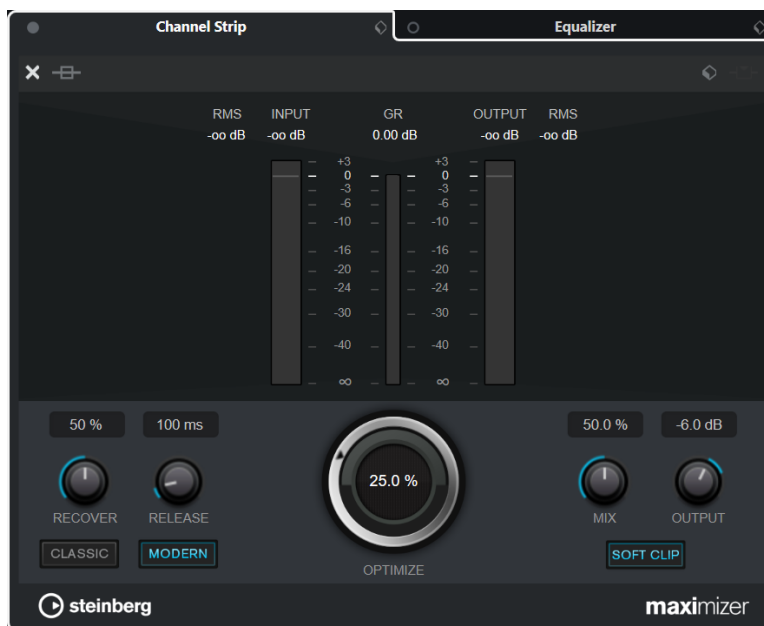 Channel Strip Equalizer
RMS INPUT GR OUTPUT RMS
-oo dB -oo dB 0.00 dB -oo dB -oo dB
+3 +3
0 0
-3 -3
-6 -6
-10 -10
-16 -16
-20 -20
-24 -24
-30 -30
-40 -40
∞ ∞
50 % 100 ms 50.0 % -6.0 dB
25.0 %
RECOVER RELEASE MIX OUTPUT
CLASSIC MODERN SOFT CLIP
OPTIMIZE
steinberg maximizer